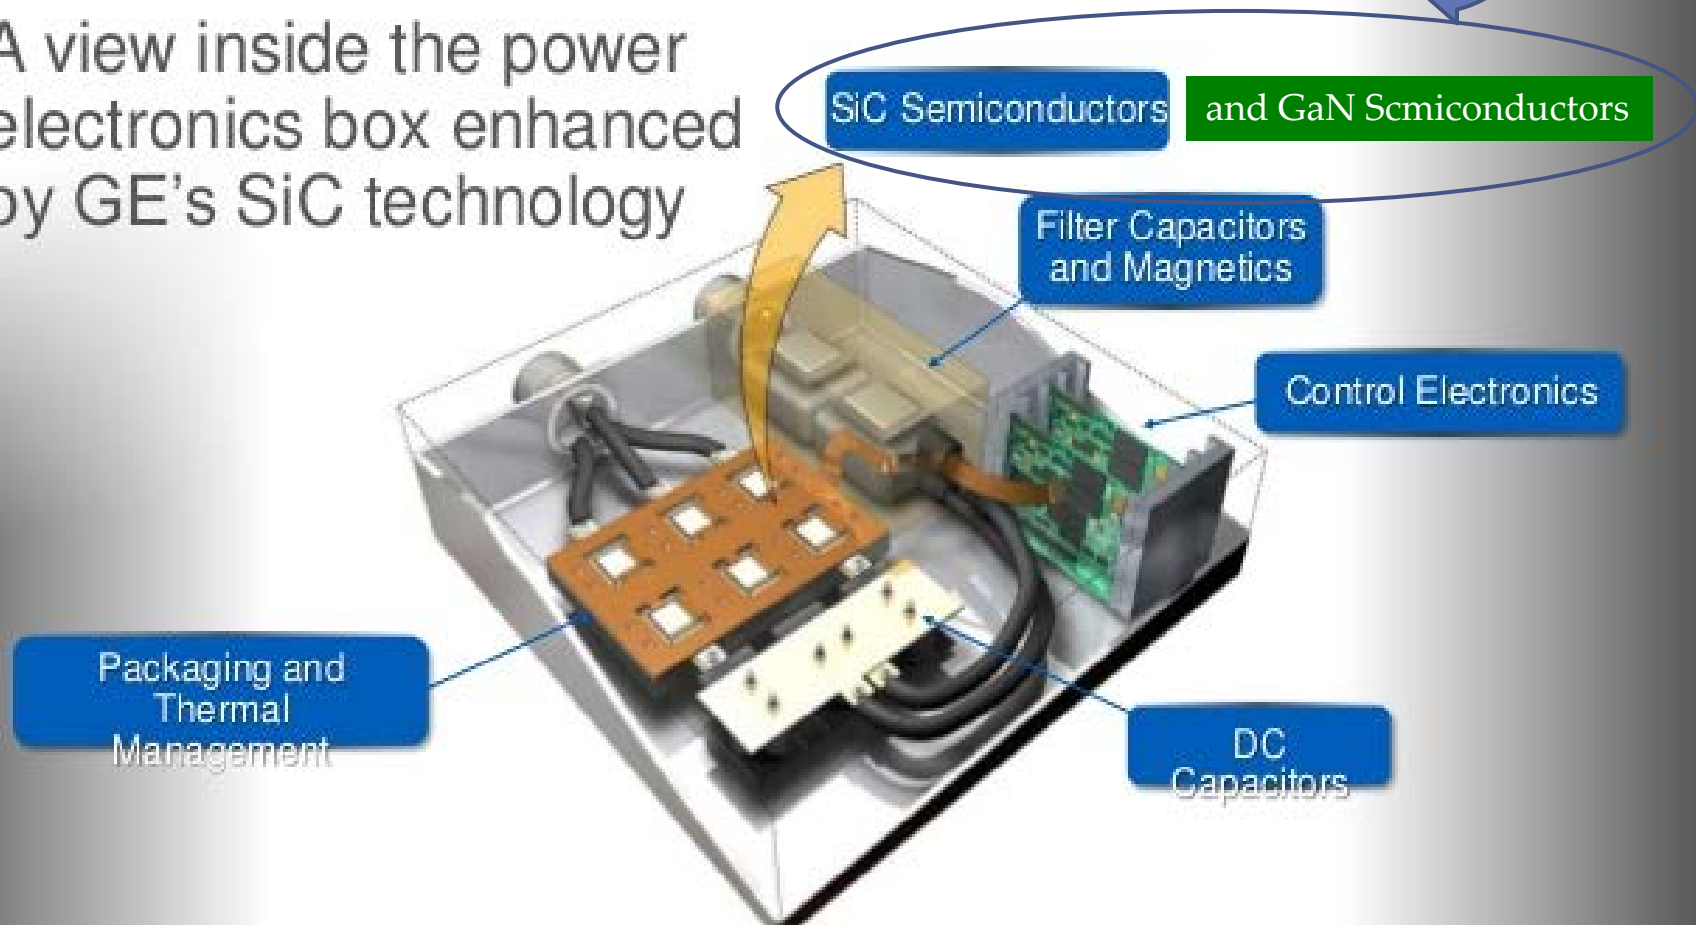 A view inside the power
electronics box enhanced
by GE's SiC technology
SiC Semiconductors
and GaN Scmiconductors
Filter Capacitors
and Magnetics
Control Electronics
Packaging and
Thermal
Management
DC
Capacitors